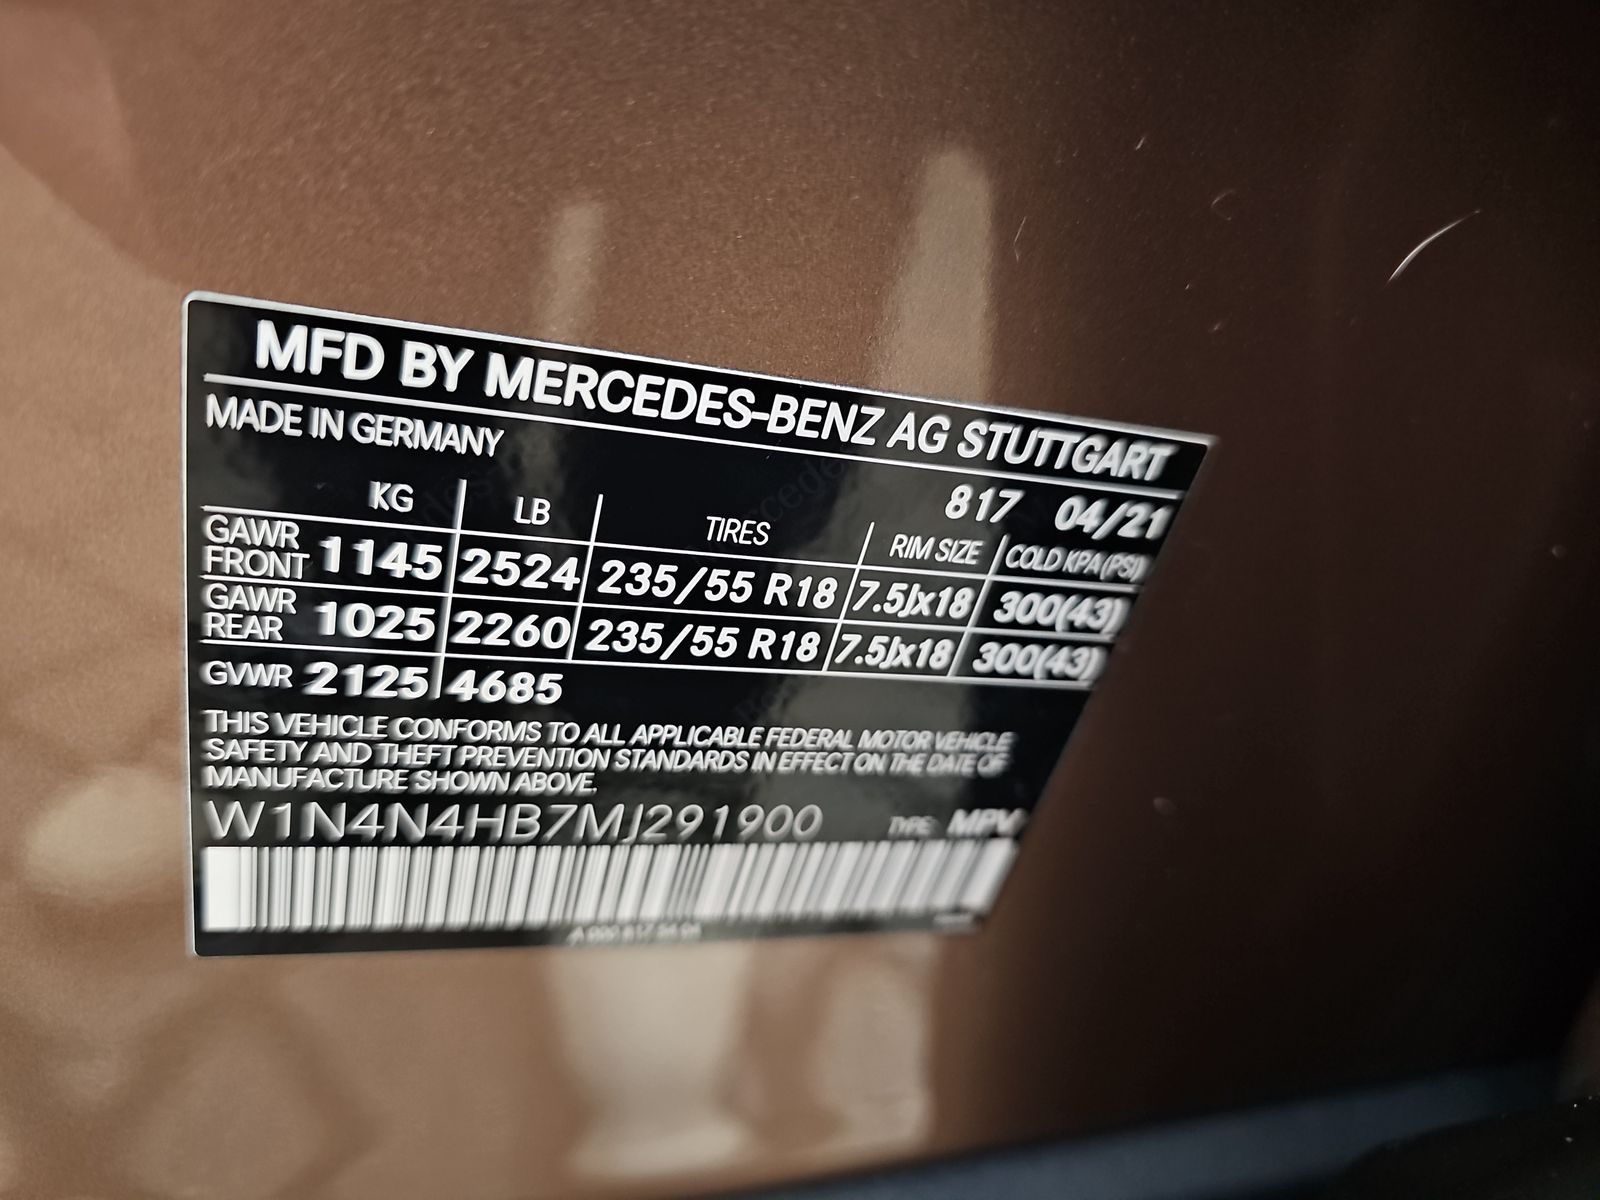 MFD BY MERCEDES-BENZ AG STUTTGART
MADE IN GERMANY
817 04/21
KG LB TIRES RIM SIZE COLD KPA(PSI)
GAWR FRONT 1145 2524 235/55 R18 7.5Jx18 300(43)
GAWR REAR 1025 2260 235/55 R18 7.5Jx18 300(43)
GVWR 2125 4685
THIS VEHICLE CONFORMS TO ALL APPLICABLE FEDERAL MOTOR VEHICLE
SAFETY AND THEFT PREVENTION STANDARDS IN EFFECT ON THE DATE OF
MANUFACTURE SHOWN ABOVE.
W1N4N4HB7MJ291900 TYPE: MPV